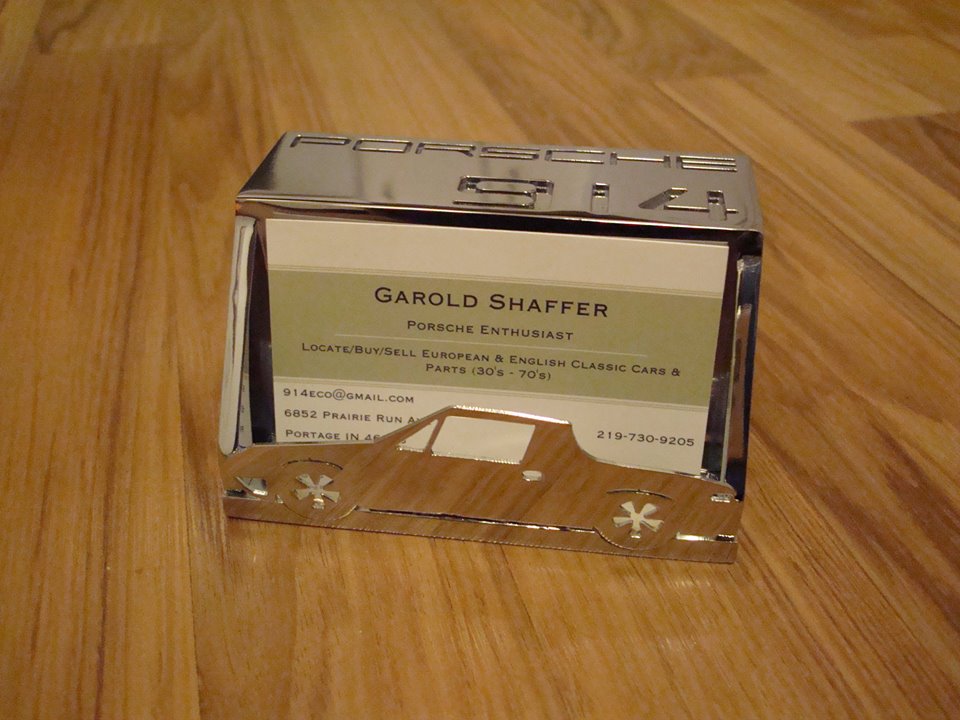 PORSCHE
914
GAROLD SHAFFER
PORSCHE ENTHUSIAST
LOCATE/BUY/SELL EUROPEAN & ENGLISH CLASSIC CARS &
PARTS (30's - 70's)
914ECO@GMAIL.COM
6852 PRAIRIE RUN
PORTAGE IN
219-730-9205